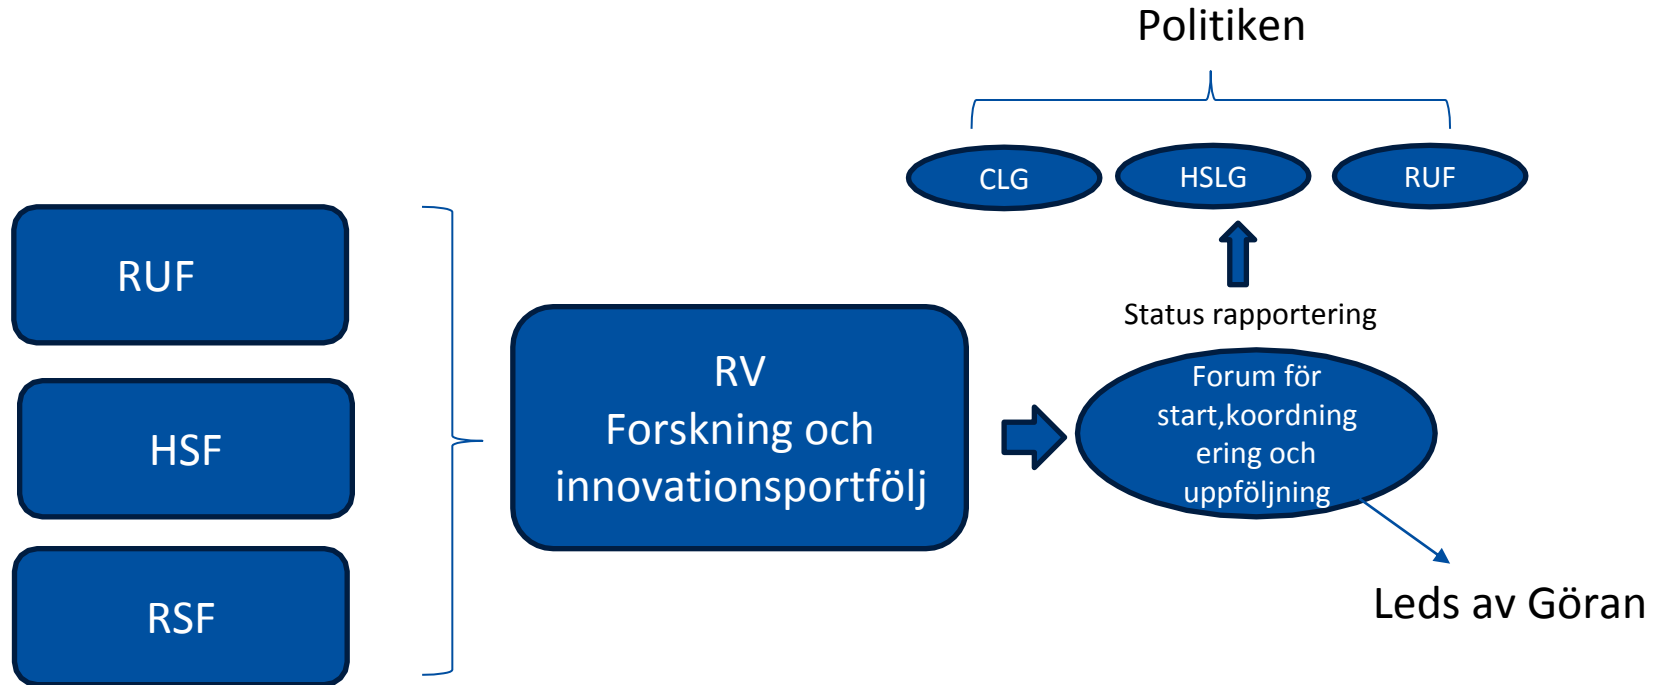 Politiken
CLG
HSLG
RUF
RUF
HSF
RSF
RV
Forskning och
innovationsportfölj
Status rapportering
Forum för
start,koordning
ering och
uppföljning
Leds av Göran